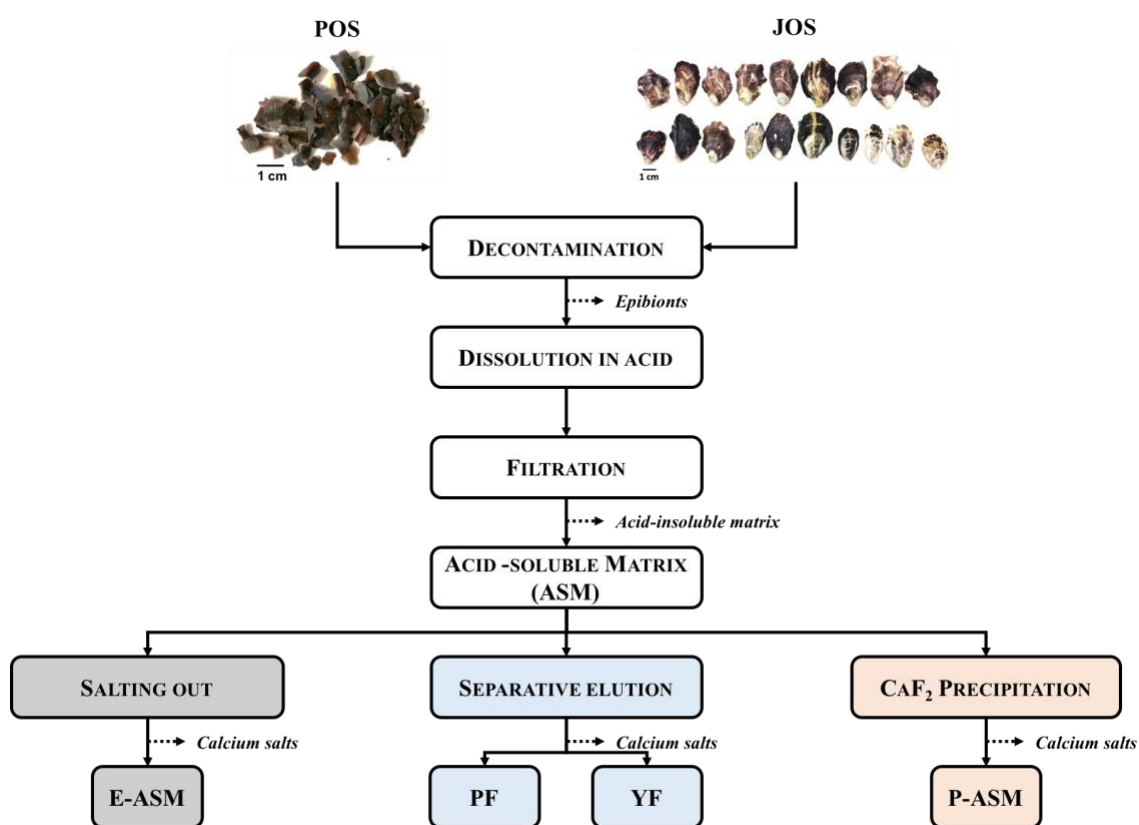 POS
JOS
1 cm
1 cm
DECONTAMINATION
Epibionts
DISSOLUTION IN ACID
FILTRATION
Acid-insoluble matrix
ACID -SOLUBLE MATRIX
(ASM)
SALTING OUT
SEPARATIVE ELUTION
CAF₂ PRECIPITATION
Calcium salts
Calcium salts
Calcium salts
E-ASM
PF
YF
P-ASM